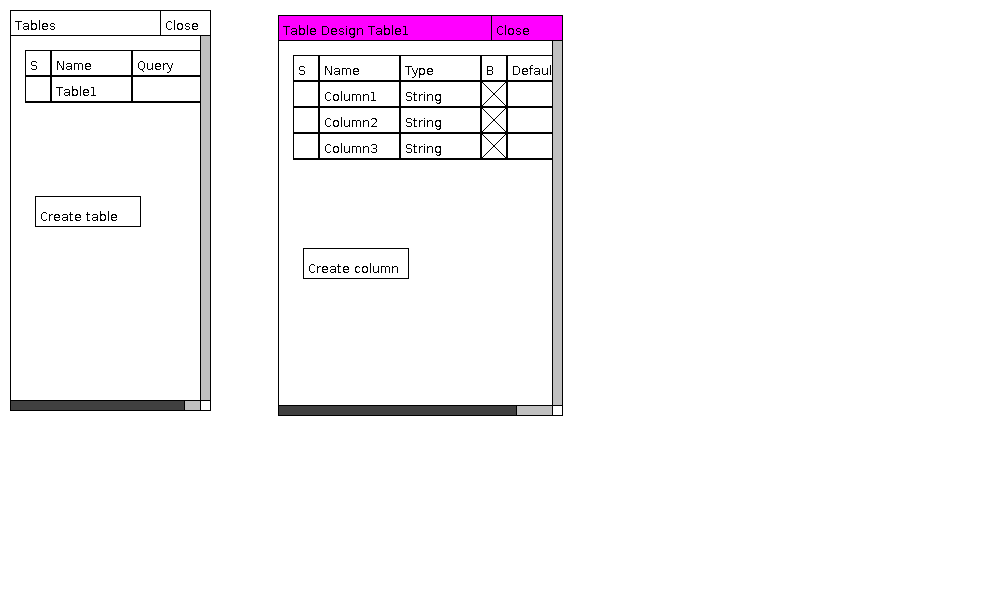 Tables Close
S Name Query
Table1
Create table
Table Design Table1 Close
S Name Type B Defaul
Column1 String
Column2 String
Column3 String
Create column